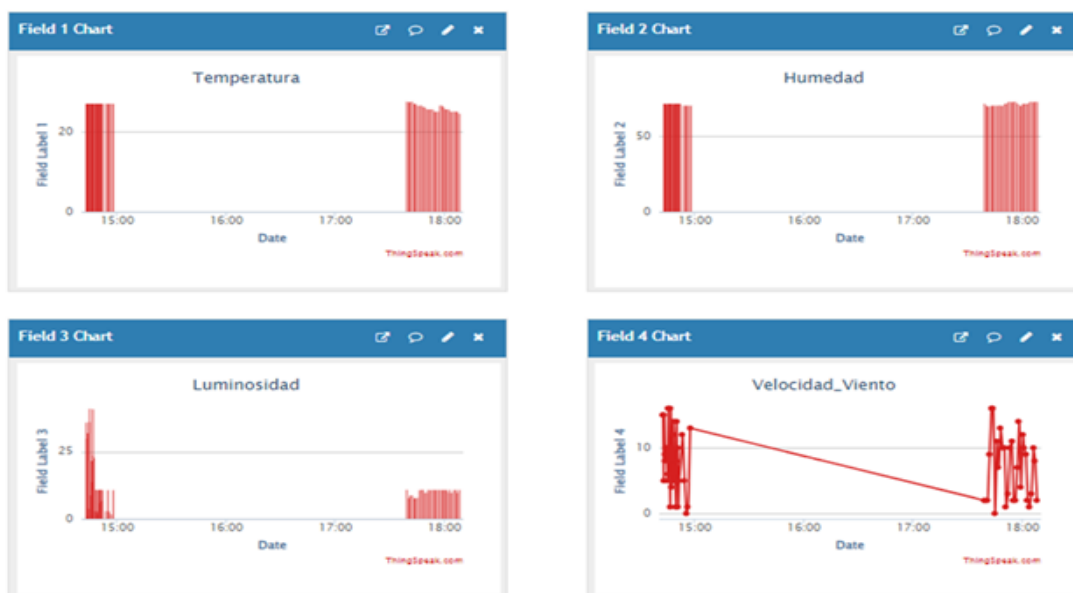 Field 1 Chart
Temperatura
Field Label 1
20
0
15:00 16:00 17:00 18:00
Date
ThingSpeak.com
Field 2 Chart
Humedad
Field Label 2
50
0
15:00 16:00 17:00 18:00
Date
ThingSpeak.com
Field 3 Chart
Luminosidad
Field Label 3
25
0
15:00 16:00 17:00 18:00
Date
ThingSpeak.com
Field 4 Chart
Velocidad_Viento
Field Label 4
10
0
15:00 16:00 17:00 18:00
Date
ThingSpeak.com